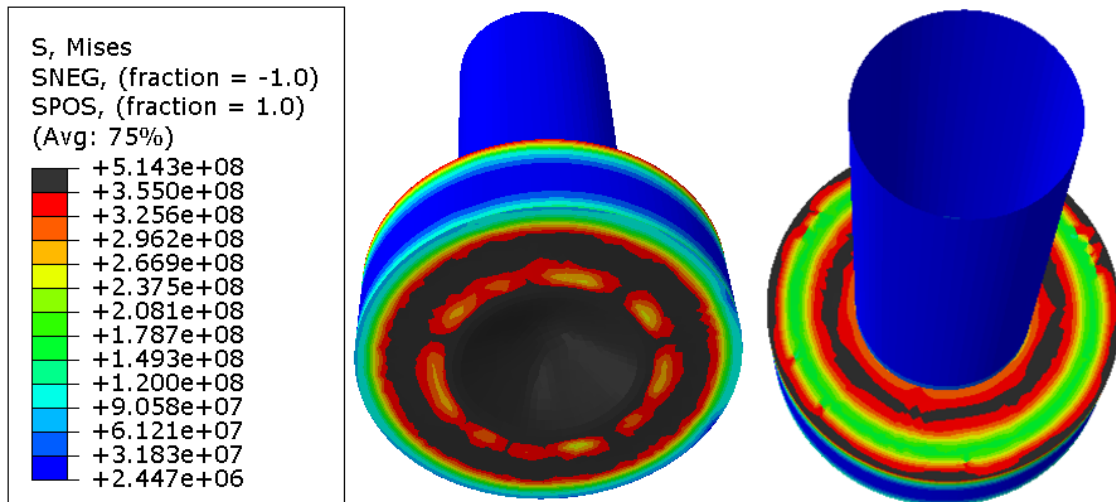 S, Mises
SNEG, (fraction = -1.0)
SPOS, (fraction = 1.0)
(Avg: 75%)
+5.143e+08
+3.550e+08
+3.256e+08
+2.962e+08
+2.669e+08
+2.375e+08
+2.081e+08
+1.787e+08
+1.493e+08
+1.200e+08
+9.058e+07
+6.121e+07
+3.183e+07
+2.447e+06